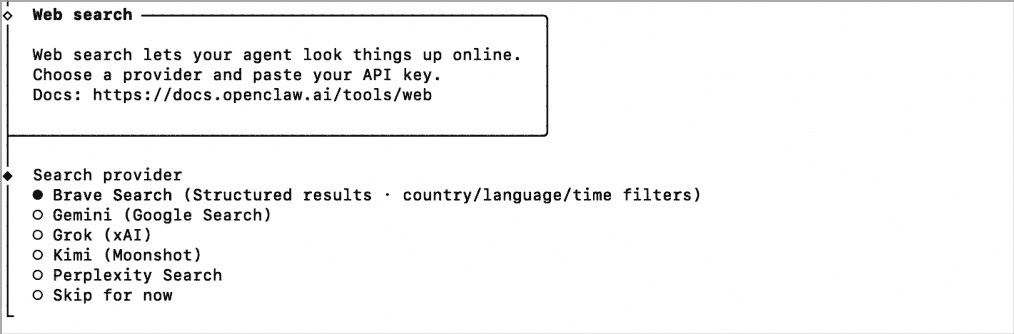 Web search
Web search lets your agent look things up online.
Choose a provider and paste your API key.
Docs: https://docs.openclaw.ai/tools/web
Search provider
Brave Search (Structured results · country/language/time filters)
Gemini (Google Search)
Grok (xAI)
Kimi (Moonshot)
Perplexity Search
Skip for now